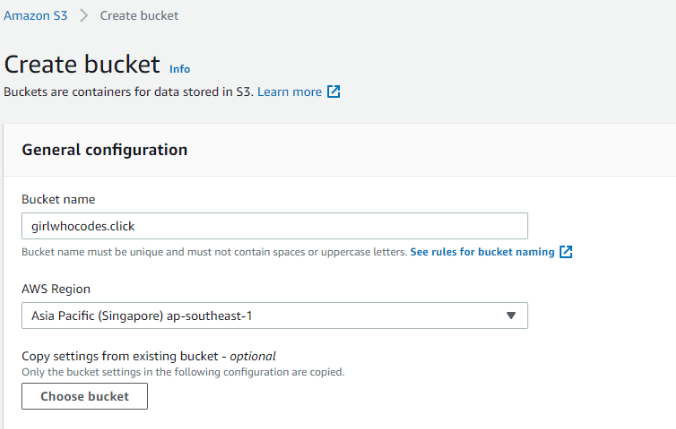 Amazon S3 > Create bucket
Create bucket Info
Buckets are containers for data stored in S3. Learn more
General configuration
Bucket name
girlwhocodes.click
Bucket name must be unique and must not contain spaces or uppercase letters. See rules for bucket naming
AWS Region
Asia Pacific (Singapore) ap-southeast-1
Copy settings from existing bucket - optional
Only the bucket settings in the following configuration are copied.
Choose bucket